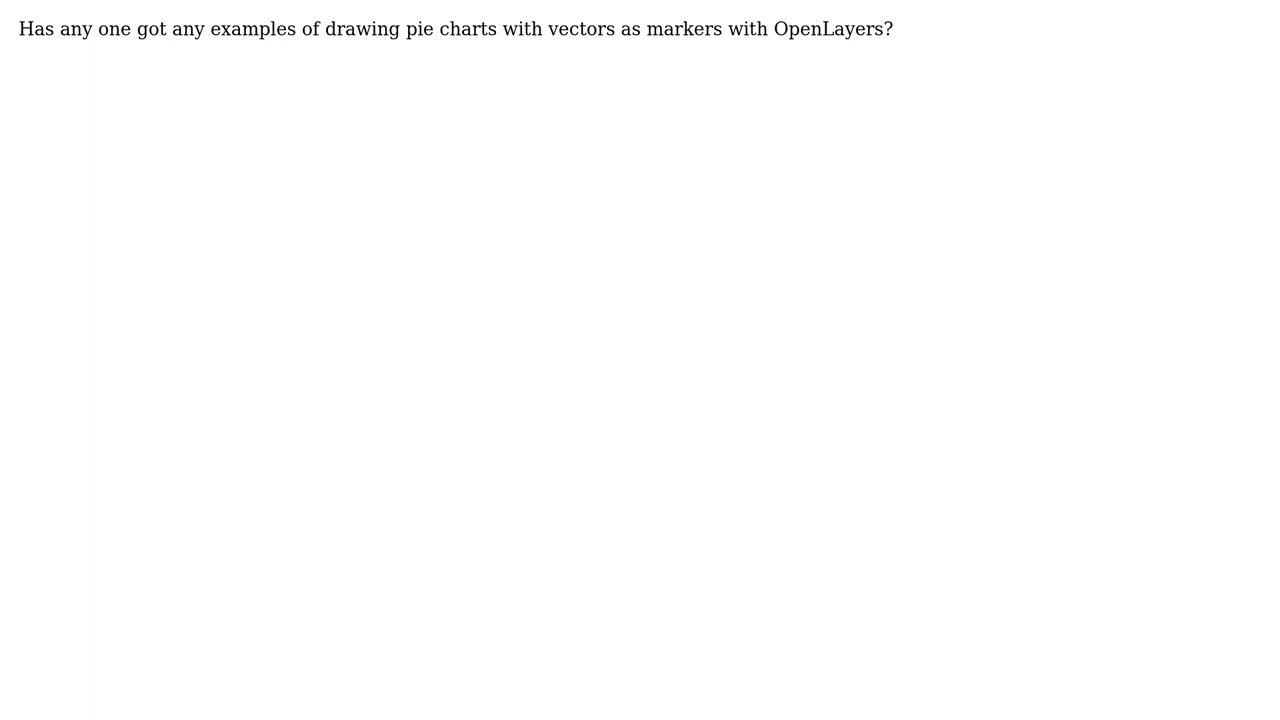 Has any one got any examples of drawing pie charts with vectors as markers with OpenLayers?